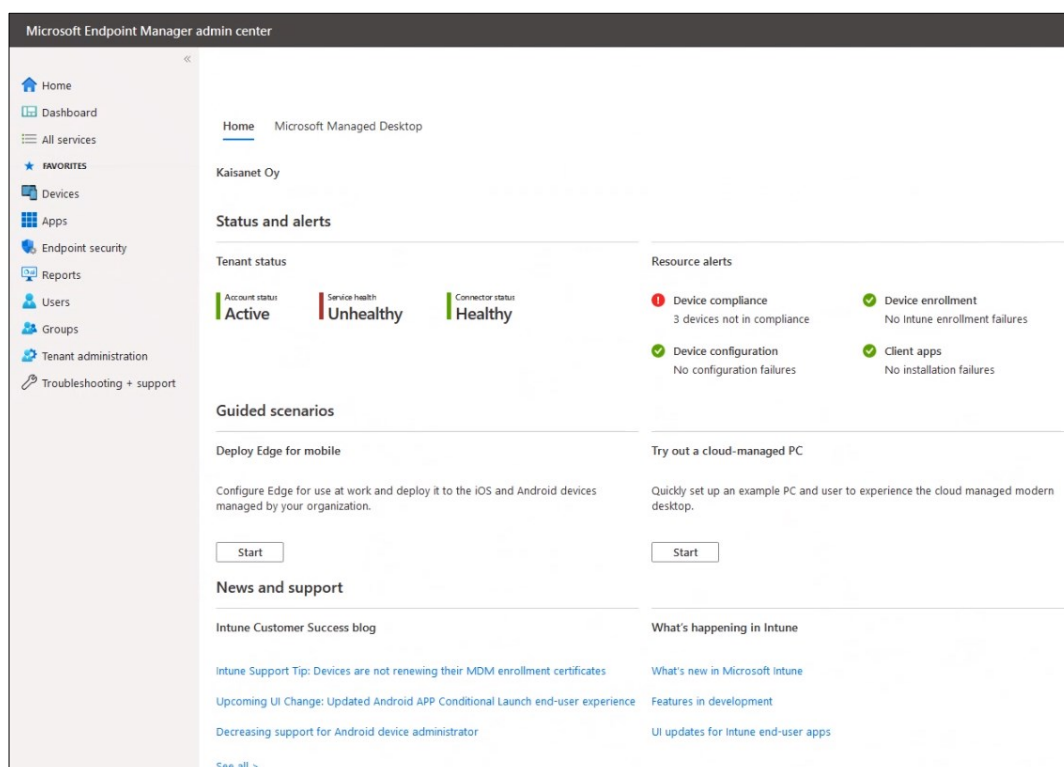 Microsoft Endpoint Manager admin center
«
Home
Dashboard
All services
FAVORITES
Devices
Apps
Endpoint security
Reports
Users
Groups
Tenant administration
Troubleshooting + support
Home Microsoft Managed Desktop
Kaisanet Oy
Status and alerts
Tenant status
Account status
Active
Service health
Unhealthy
Connector status
Healthy
Resource alerts
Device compliance
3 devices not in compliance
Device enrollment
No Intune enrollment failures
Device configuration
No configuration failures
Client apps
No installation failures
Guided scenarios
Deploy Edge for mobile
Configure Edge for use at work and deploy it to the iOS and Android devices
managed by your organization.
Start
Try out a cloud-managed PC
Quickly set up an example PC and user to experience the cloud managed modern
desktop.
Start
News and support
Intune Customer Success blog
Intune Support Tip: Devices are not renewing their MDM enrollment certificates
Upcoming UI Change: Updated Android APP Conditional Launch end-user experience
Decreasing support for Android device administrator
See all >
What's happening in Intune
What's new in Microsoft Intune
Features in development
UI updates for Intune end-user apps